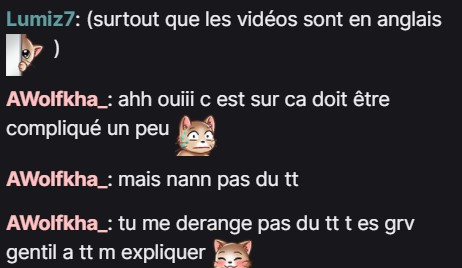 Lumiz7: (surtout que les vidéos sont en anglais
)
AWolfkha_: ahh ouiii c est sur ca doit être
compliqué un peu
AWolfkha_: mais nann pas du tt
AWolfkha_: tu me derange pas du tt t es grv
gentil a tt m expliquer